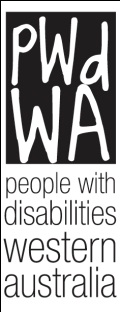 PWd
WA
people with
disabilities
western
australia